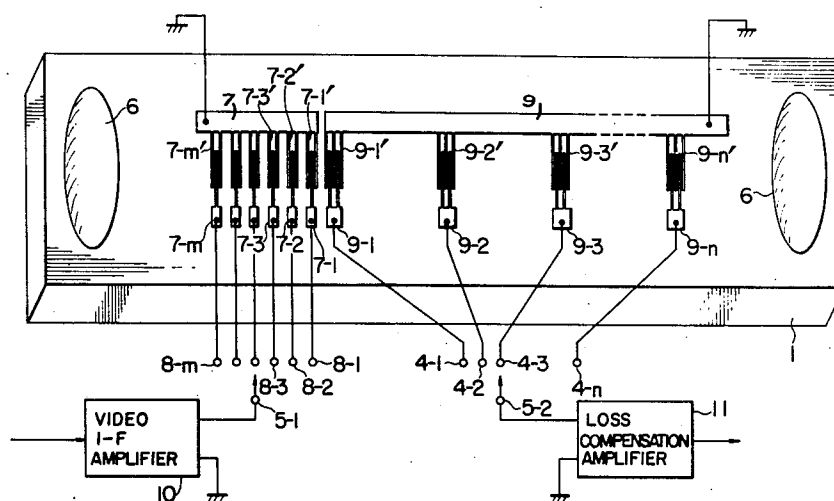 7-2'
7 7-3' 7-1' 9
6
7-m' 9-1' 9-2' 9-3' 9-n'
6
7-m 7-3 7-2 7-1 9-1 9-2 9-3 9-n
8-m 8-3 8-2 8-1 4-1 4-2 4-3 4-n 1
5-1 5-2 11
VIDEO
I-F
AMPLIFIER
10
LOSS
COMPENSATION
AMPLIFIER